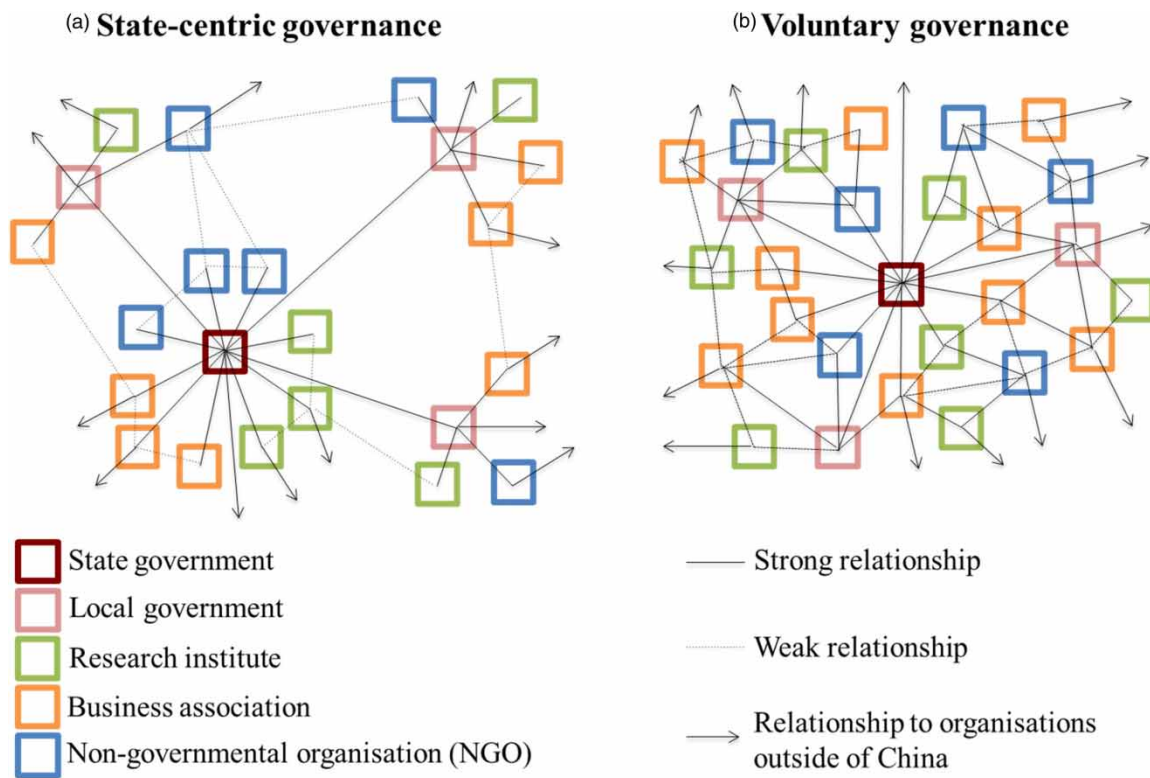 (a) State-centric governance
(b) Voluntary governance
State government
Local government
Research institute
Business association
Non-governmental organisation (NGO)
Strong relationship
Weak relationship
Relationship to organisations
outside of China